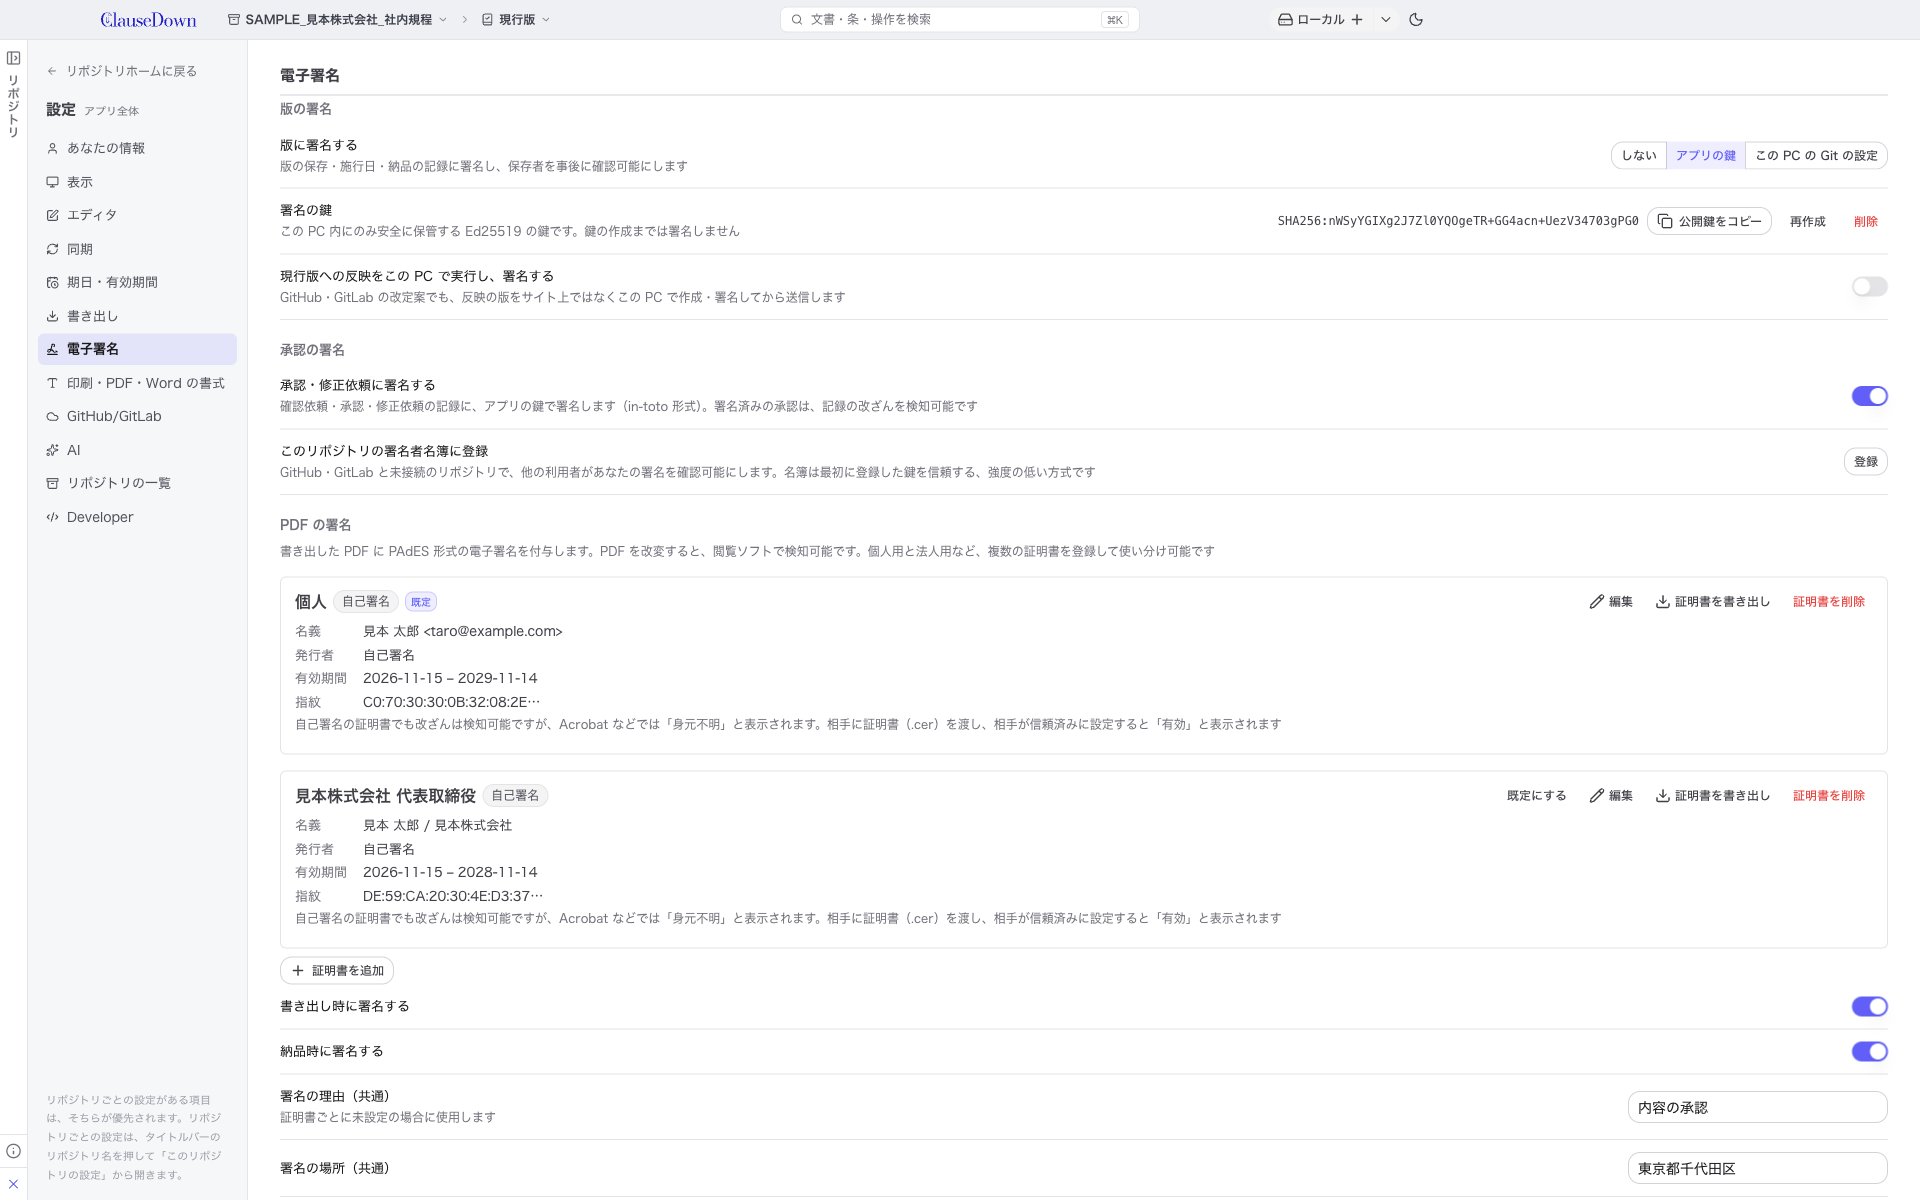 ClauseDown
SAMPLE_見本株式会社_社内規程
現行版
文書・条・操作を検索
⌘K
ローカル
リポジトリ
リポジトリホームに戻る
設定 アプリ全体
あなたの情報
表示
エディタ
同期
期日・有効期間
書き出し
電子署名
印刷・PDF・Word の書式
GitHub/GitLab
AI
リポジトリの一覧
Developer
リポジトリごとの設定がある項目
は、そちらが優先されます。リポジ
トリごとの設定は、タイトルバーの
リポジトリ名を押して「このリポジ
トリの設定」から開きます。
電子署名
版の署名
版に署名する
版の保存・施行日・納品の記録に署名し、保存者を事後に確認可能にします
しない
アプリの鍵
この PC の Git の設定
署名の鍵
この PC 内にのみ安全に保管する Ed25519 の鍵です。鍵の作成までは署名しません
SHA256:nWSyYGIXg2J7Zl0YQOgeTR+GG4acn+UezV34703gPG0
公開鍵をコピー
再作成
削除
現行版への反映をこの PC で実行し、署名する
GitHub・GitLab の改定案でも、反映の版をサイト上ではなくこの PC で作成・署名してから送信します
承認の署名
承認・修正依頼に署名する
確認依頼・承認・修正依頼の記録に、アプリの鍵で署名します（in-toto 形式）。署名済みの承認は、記録の改ざんを検知可能です
このリポジトリの署名者名簿に登録
GitHub・GitLab と未接続のリポジトリで、他の利用者があなたの署名を確認可能にします。名簿は最初に登録した鍵を信頼する、強度の低い方式です
登録
PDF の署名
書き出した PDF に PAdES 形式の電子署名を付与します。PDF を改変すると、閲覧ソフトで検知可能です。個人用と法人用など、複数の証明書を登録して使い分け可能です
個人 自己署名 既定
編集
証明書を書き出し
証明書を削除
名義 見本 太郎 <taro@example.com>
発行者 自己署名
有効期間 2026-11-15 – 2029-11-14
指紋 C0:70:30:30:0B:32:08:2E…
自己署名の証明書でも改ざんは検知可能ですが、Acrobat などでは「身元不明」と表示されます。相手に証明書（.cer）を渡し、相手が信頼済みに設定すると「有効」と表示されます
見本株式会社 代表取締役 自己署名
既定にする
編集
証明書を書き出し
証明書を削除
名義 見本 太郎 / 見本株式会社
発行者 自己署名
有効期間 2026-11-15 – 2028-11-14
指紋 DE:59:CA:20:30:4E:D3:37…
自己署名の証明書でも改ざんは検知可能ですが、Acrobat などでは「身元不明」と表示されます。相手に証明書（.cer）を渡し、相手が信頼済みに設定すると「有効」と表示されます
証明書を追加
書き出し時に署名する
納品時に署名する
署名の理由（共通）
証明書ごとに未設定の場合に使用します
内容の承認
署名の場所（共通）
東京都千代田区